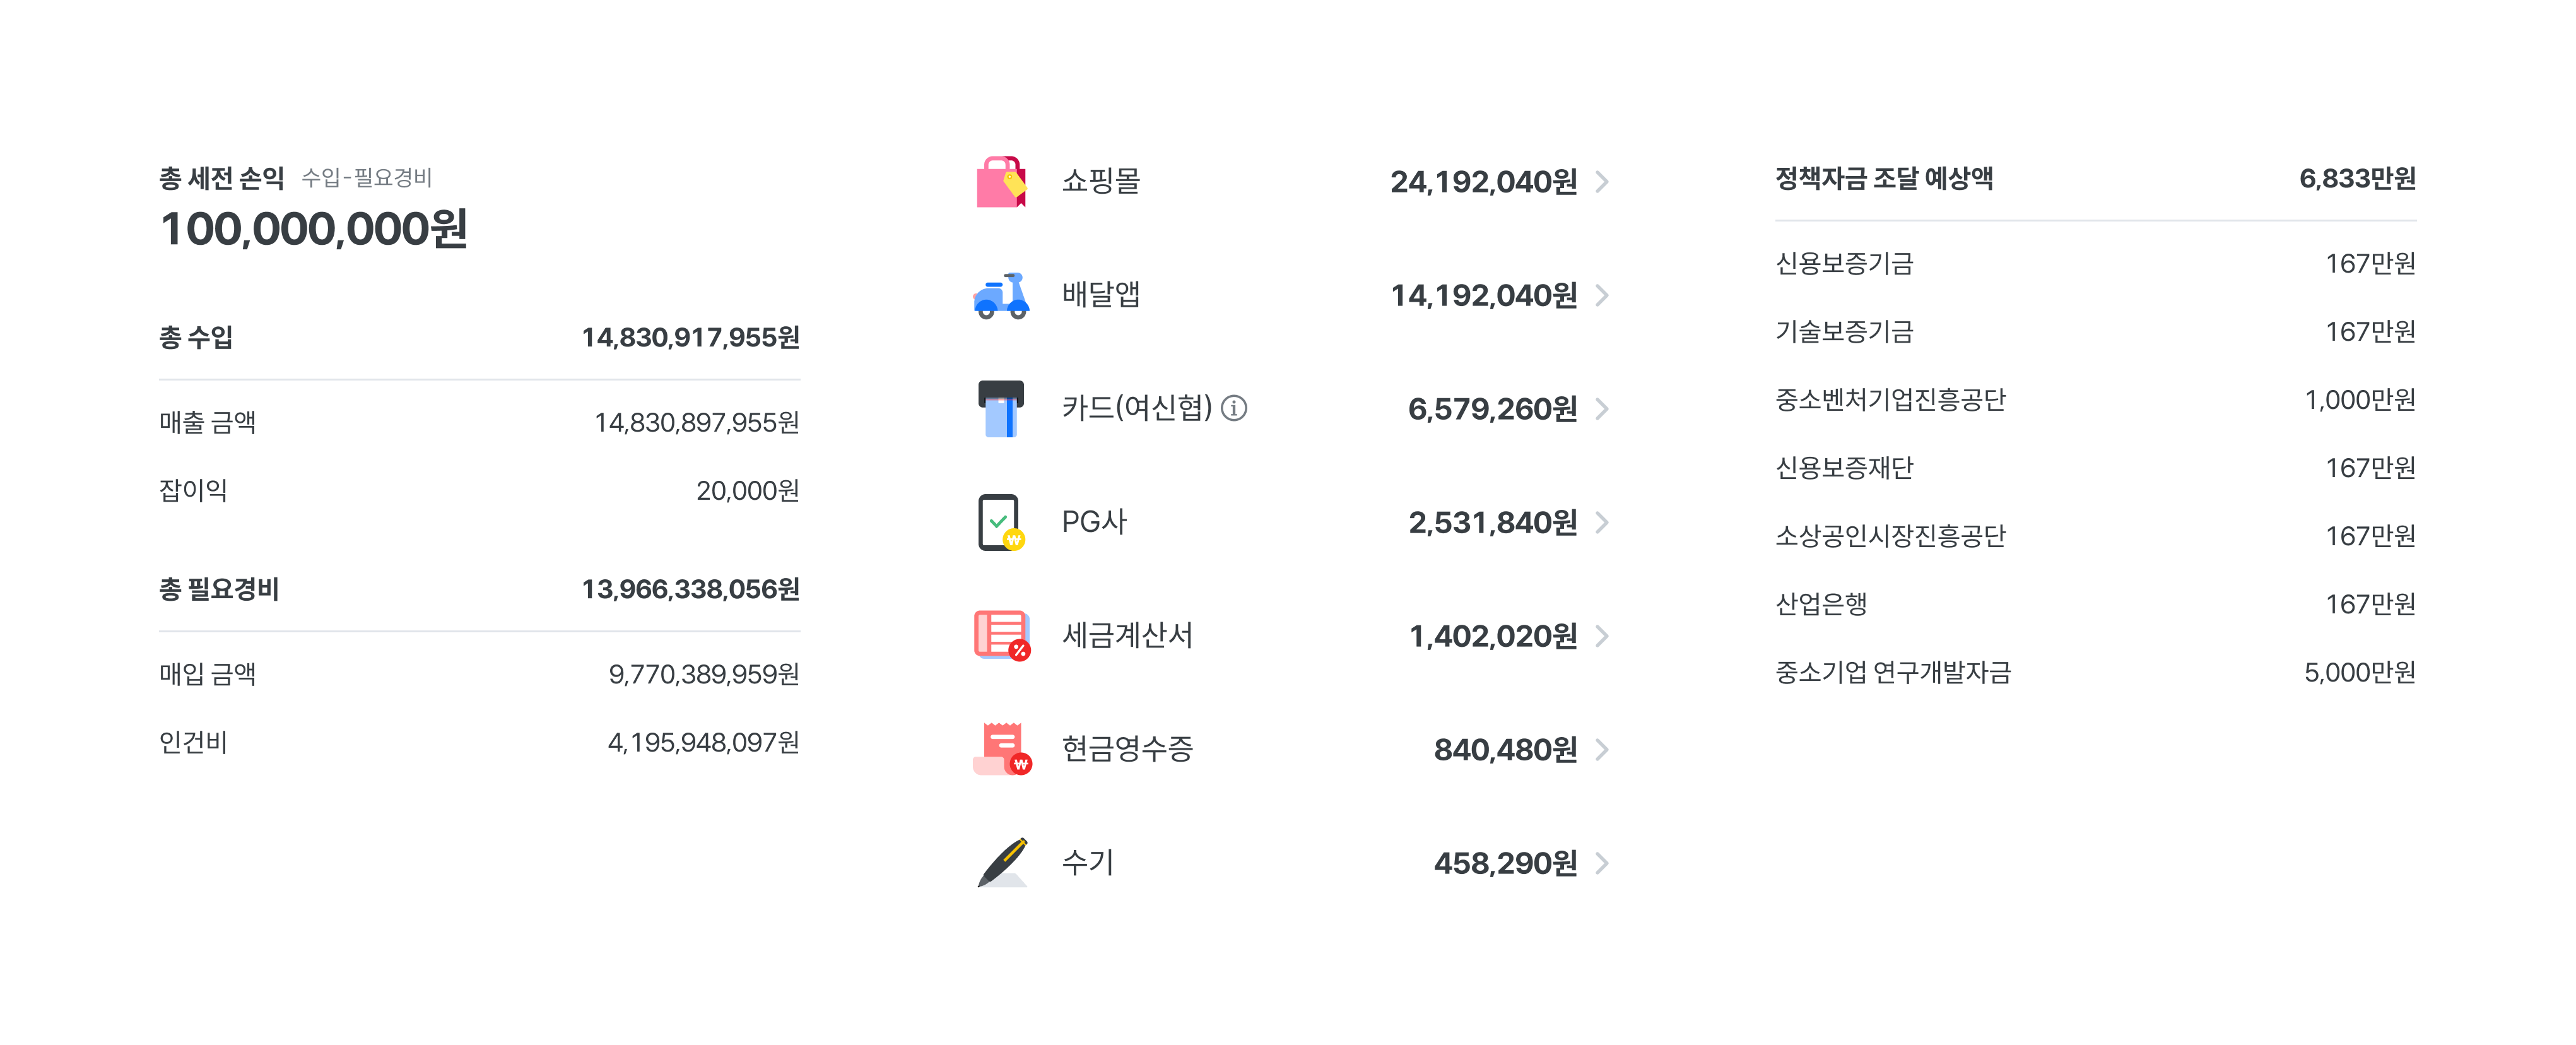 총 세전 손익 수입-필요경비
100,000,000원
총 수입 14,830,917,955원
매출 금액 14,830,897,955원
잡이익 20,000원
총 필요경비 13,966,338,056원
매입 금액 9,770,389,959원
인건비 4,195,948,097원
쇼핑몰 24,192,040원
배달앱 14,192,040원
카드(여신협) 6,579,260원
PG사 2,531,840원
세금계산서 1,402,020원
현금영수증 840,480원
수기 458,290원
정책자금 조달 예상액 6,833만원
신용보증기금 167만원
기술보증기금 167만원
중소벤처기업진흥공단 1,000만원
신용보증재단 167만원
소상공인시장진흥공단 167만원
산업은행 167만원
중소기업 연구개발자금 5,000만원